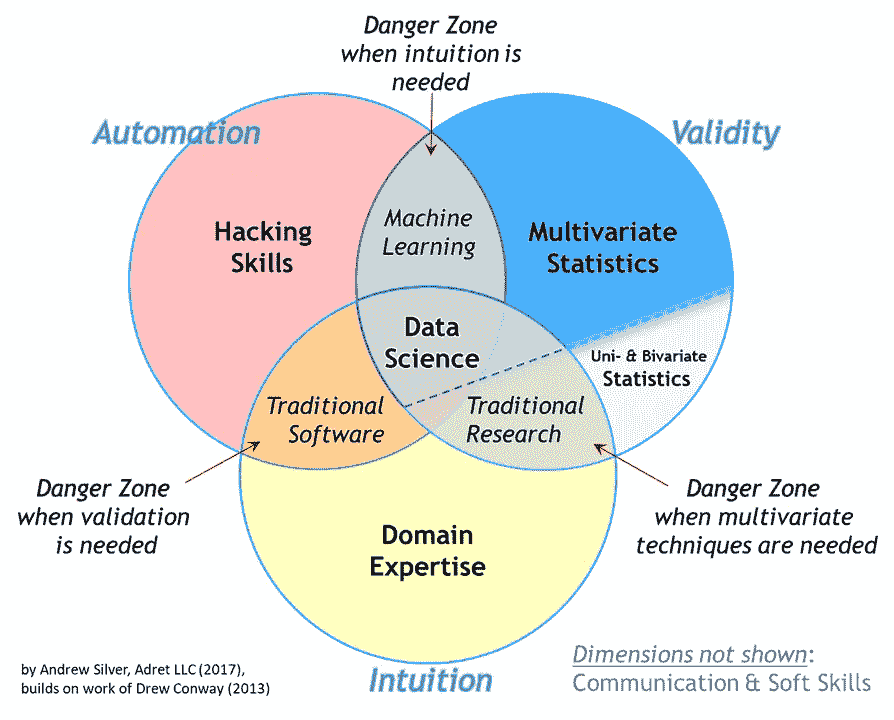 Danger Zone
when intuition is
needed
Automation
Validity
Hacking
Skills
Machine
Learning
Multivariate
Statistics
Data
Science
Uni- & Bivariate
Statistics
Traditional
Software
Traditional
Research
Danger Zone
when validation
is needed
Danger Zone
when multivariate
techniques are needed
Domain
Expertise
by Andrew Silver, Adret LLC (2017),
builds on work of Drew Conway (2013)
Intuition
Dimensions not shown:
Communication & Soft Skills